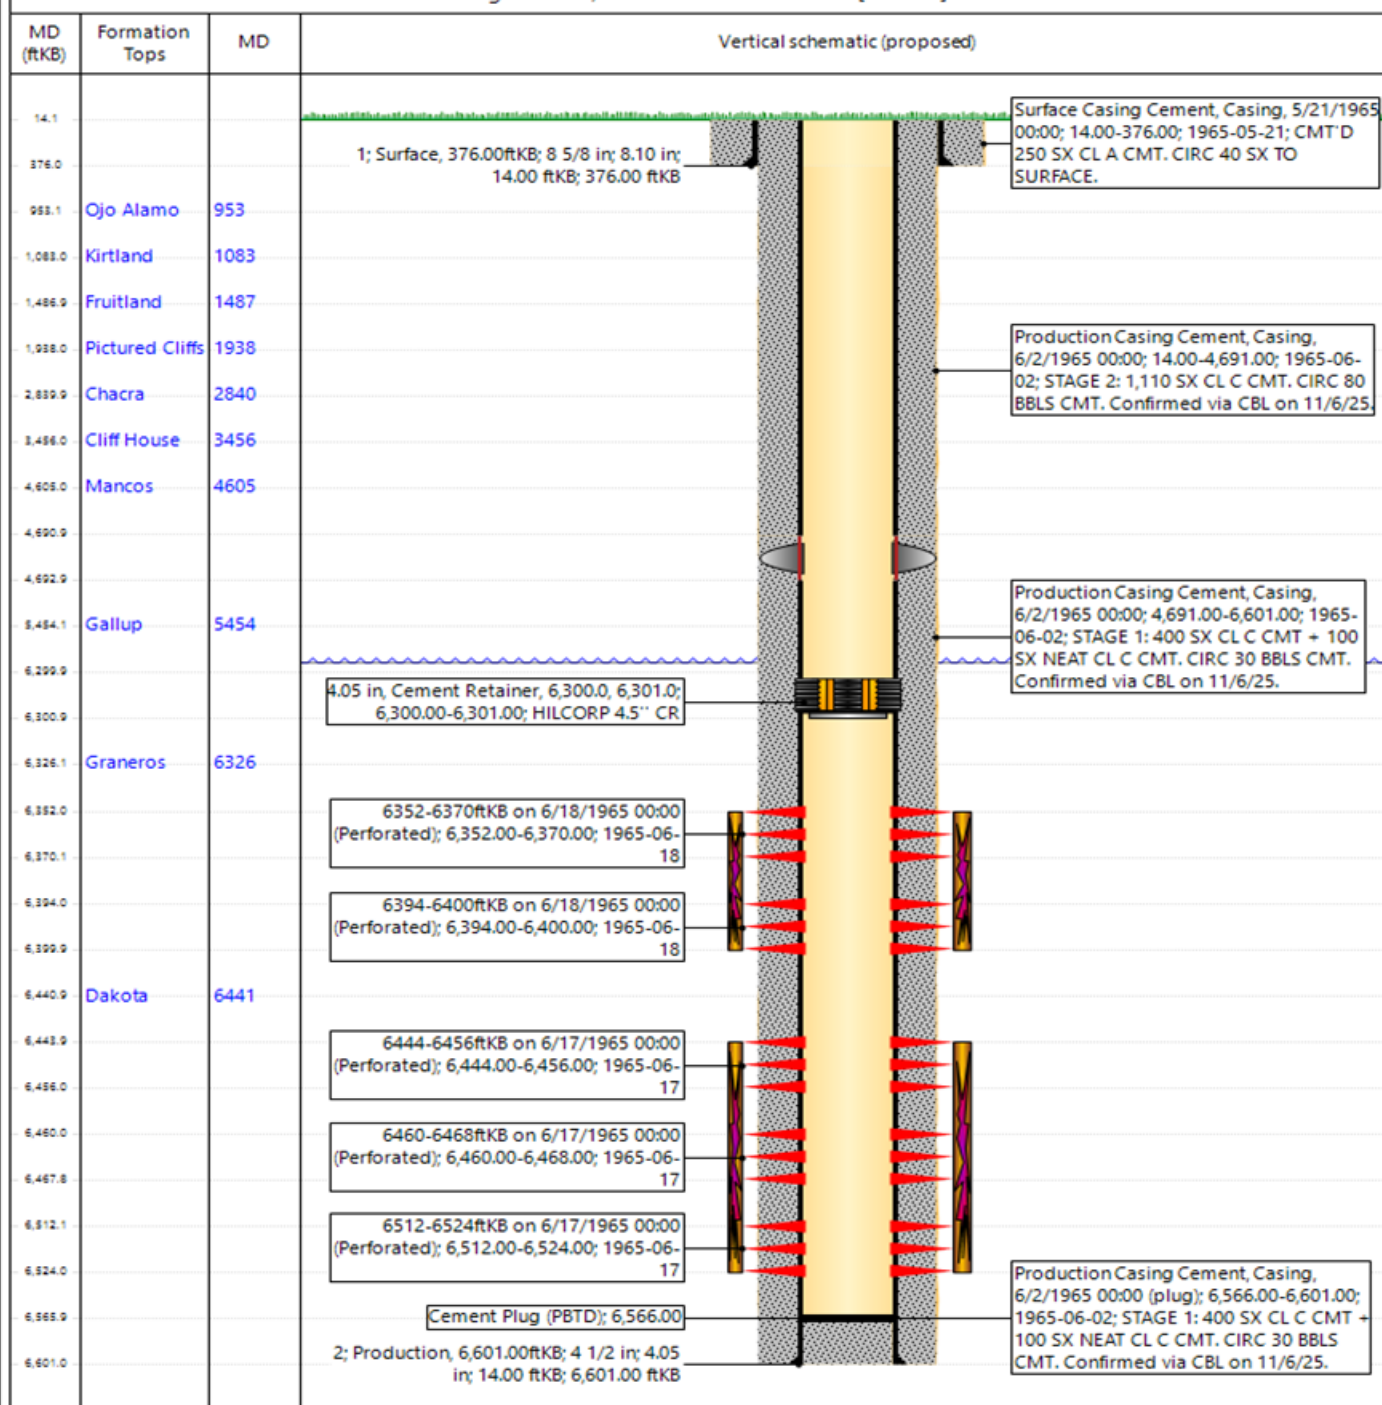 MD
(ftKB)
Formation
Tops
MD
Vertical schematic (proposed)
14.1
376.0
953.1
Ojo Alamo
953
1,083.0
Kirtland
1083
1,486.9
Fruitland
1487
1,938.0
Pictured Cliffs
1938
2,839.9
Chacra
2840
3,456.0
Cliff House
3456
4,605.0
Mancos
4605
4,690.9
4,692.9
5,454.1
Gallup
5454
6,299.9
6,300.9
6,326.1
Graneros
6326
6,352.0
6,370.1
6,394.0
6,399.9
6,440.9
Dakota
6441
6,443.9
6,456.0
6,460.0
6,467.8
6,512.1
6,524.0
6,565.9
6,601.0
1; Surface, 376.00ftKB; 8 5/8 in; 8.10 in;
14.00 ftKB; 376.00 ftKB
4.05 in, Cement Retainer, 6,300.0, 6,301.0;
6,300.00-6,301.00; HILCORP 4.5'' CR
6352-6370ftKB on 6/18/1965 00:00
(Perforated); 6,352.00-6,370.00; 1965-06-
18
6394-6400ftKB on 6/18/1965 00:00
(Perforated); 6,394.00-6,400.00; 1965-06-
18
6444-6456ftKB on 6/17/1965 00:00
(Perforated); 6,444.00-6,456.00; 1965-06-
17
6460-6468ftKB on 6/17/1965 00:00
(Perforated); 6,460.00-6,468.00; 1965-06-
17
6512-6524ftKB on 6/17/1965 00:00
(Perforated); 6,512.00-6,524.00; 1965-06-
17
Cement Plug (PBTD); 6,566.00
2; Production, 6,601.00ftKB; 4 1/2 in; 4.05
in; 14.00 ftKB; 6,601.00 ftKB
Surface Casing Cement, Casing, 5/21/1965
00:00; 14.00-376.00; 1965-05-21; CMT'D
250 SX CL A CMT. CIRC 40 SX TO
SURFACE.
Production Casing Cement, Casing,
6/2/1965 00:00; 14.00-4,691.00; 1965-06-
02; STAGE 2: 1,110 SX CL C CMT. CIRC 80
BBLS CMT. Confirmed via CBL on 11/6/25.
Production Casing Cement, Casing,
6/2/1965 00:00; 4,691.00-6,601.00; 1965-
06-02; STAGE 1: 400 SX CL C CMT + 100
SX NEAT CL C CMT. CIRC 30 BBLS CMT.
Confirmed via CBL on 11/6/25.
Production Casing Cement, Casing,
6/2/1965 00:00 (plug); 6,566.00-6,601.00;
1965-06-02; STAGE 1: 400 SX CL C CMT +
100 SX NEAT CL C CMT. CIRC 30 BBLS
CMT. Confirmed via CBL on 11/6/25.